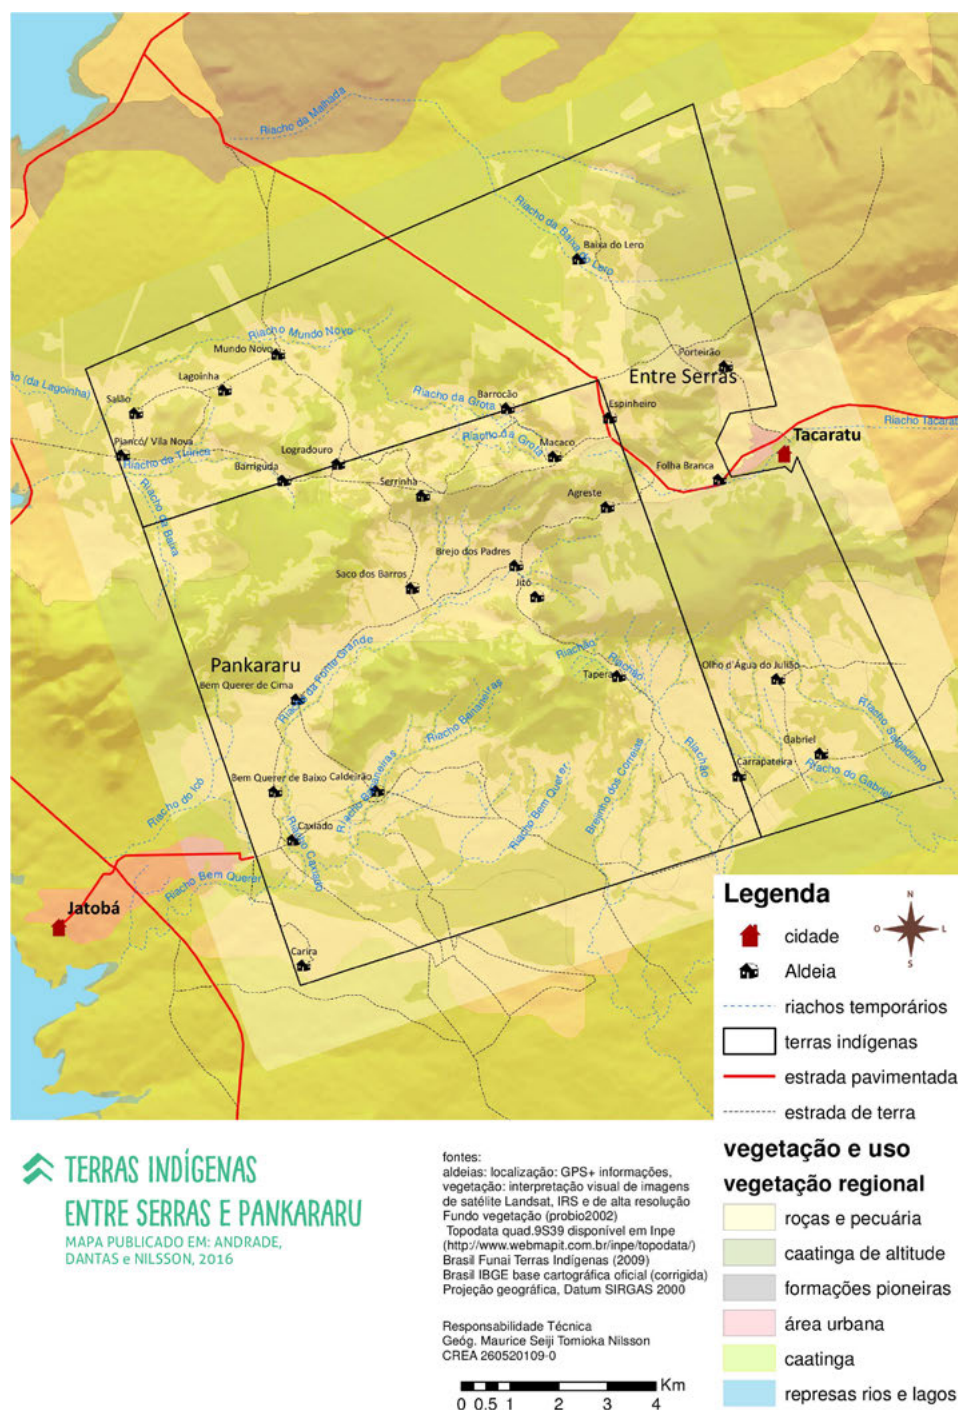 Riacho da Malhada
Riacho da Baixa do Lero
Baixa do Lero
Riacho Mundo Novo
Mundo Novo
Porteirão
Entre Serras
Lagoinha
(da Lagoinha)
Salão
Riacho da Grota
Barrocão
Espinheiro
Riacho Tacarat
Tacaratu
Piancó/ Vila Nova
Riacho da Grota
Macaco
Logradouro
Barriguda
Serrinha
Folha Branca
Riacho da Baixa
Agreste
Brejo dos Padres
Saco dos Barros
Jitó
Pankararu
Bem Querer de Cima
Riacho da Fonte Grande
Riachão
Riachão
Tapera
Olho d'Água do Julião
Riacho Salgadinho
Riacho Bananeiras
Gabriel
Riachão
Carrapateira
Riacho do Gabriel
Bem Querer de Baixo
Caldeirão
Riacho Bananeiras
Riacho Bem Querer
Brejinho dos Correias
Riacho do Icó
Caxiado
Riacho Caxiado
Riacho Bem Querer
Jatobá
Carira
Legenda
N
O
L
S
cidade
Aldeia
riachos temporários
terras indígenas
estrada pavimentada
estrada de terra
vegetação e uso
vegetação regional
roças e pecuária
caatinga de altitude
formações pioneiras
área urbana
caatinga
represas rios e lagos
TERRAS INDÍGENAS
ENTRE SERRAS E PANKARARU
MAPA PUBLICADO EM: ANDRADE,
DANTAS e NILSSON, 2016
fontes:
aldeias: localização: GPS+ informações,
vegetação: interpretação visual de imagens
de satélite Landsat, IRS e de alta resolução
Fundo vegetação (probio2002)
Topodata quad.9S39 disponível em Inpe
(http://www.webmapit.com.br/inpe/topodata/)
Brasil Funai Terras Indígenas (2009)
Brasil IBGE base cartográfica oficial (corrigida)
Projeção geográfica, Datum SIRGAS 2000
Responsabilidade Técnica
Geóg. Maurice Seiji Tomioka Nilsson
CREA 260520109-0
Km
0 0.5 1 2 3 4